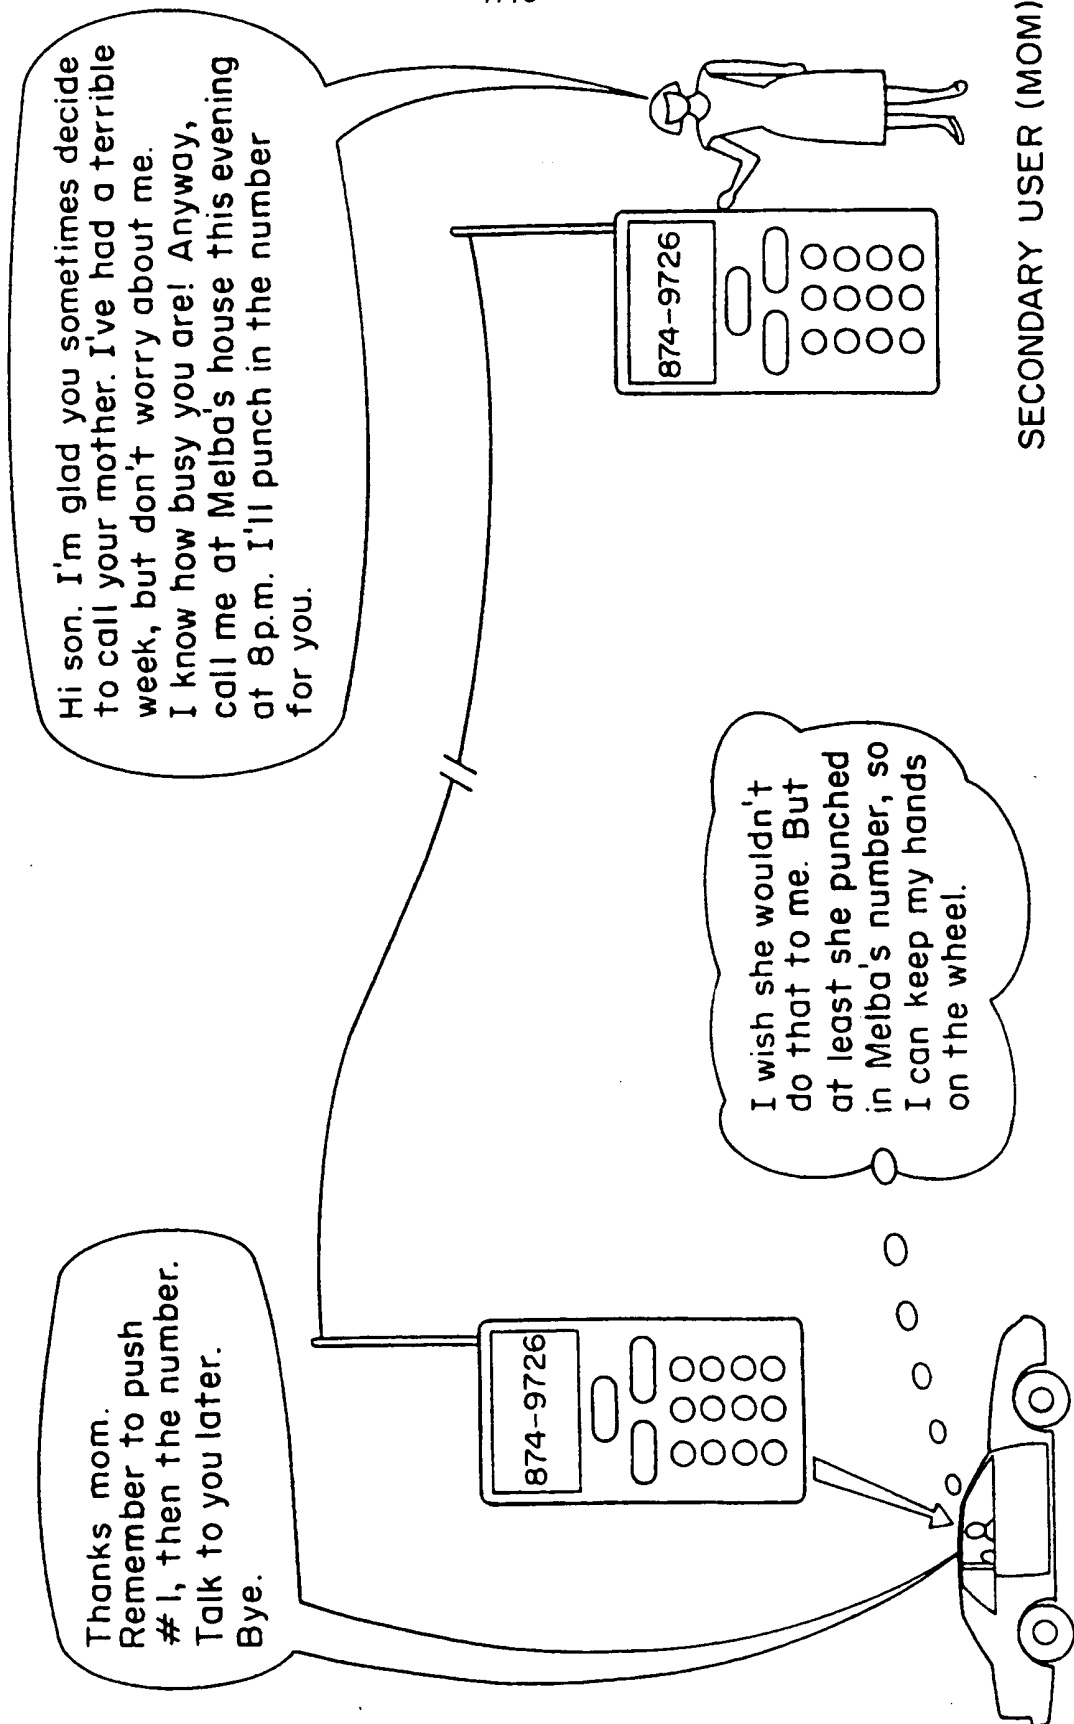 Thanks mom.
Remember to push
#1, then the number.
Talk to you later.
Bye.
Hi son. I'm glad you sometimes decide
to call your mother. I've had a terrible
week, but don't worry about me.
I know how busy you are! Anyway,
call me at Melba's house this evening
at 8p.m. I'll punch in the number
for you.
874-9726
874-9726
I wish she wouldn't
do that to me. But
at least she punched
in Melba's number, so
I can keep my hands
on the wheel.
SECONDARY USER (MOM)